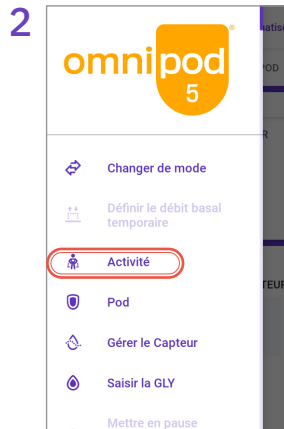 2
omnipod®
5
Changer de mode
Définir le débit basal
temporaire
Activité
Pod
Gérer le Capteur
Saisir la GLY
Mettre en pause